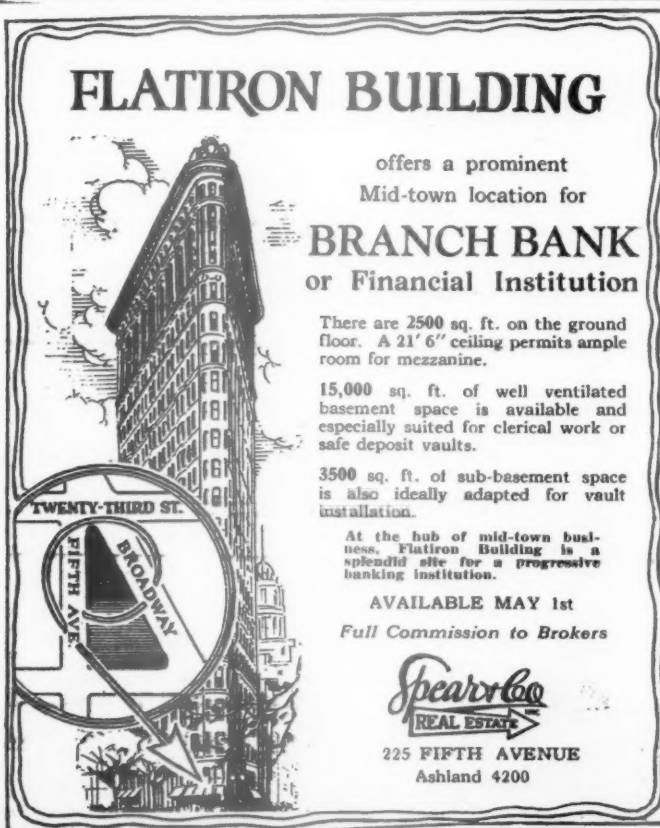 FLATIRON BUILDING
offers a prominent
Mid-town location for
BRANCH BANK
or Financial Institution
There are 2500 sq. ft. on the ground
floor. A 21' 6" ceiling permits ample
room for mezzanine.
15,000 sq. ft. of well ventilated
basement space is available and
especially suited for clerical work or
safe deposit vaults.
3500 sq. ft. of sub-basement space
is also ideally adapted for vault
installation.
At the hub of mid-town busi-
ness, Flatiron Building is a
splendid site for a progressive
banking institution.
AVAILABLE MAY 1st
Full Commission to Brokers
Spear & Co
INC
REAL ESTATE
225 FIFTH AVENUE
Ashland 4200
TWENTY-THIRD ST.
FIFTH AVE.
BROADWAY